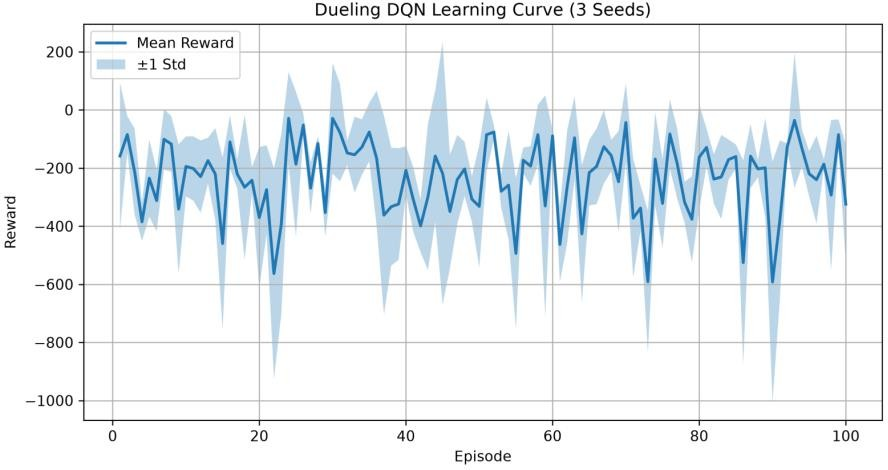 Dueling DQN Learning Curve (3 Seeds)
Mean Reward
±1 Std
200
0
−200
−400
−600
−800
−1000
Reward
0 20 40 60 80 100
Episode